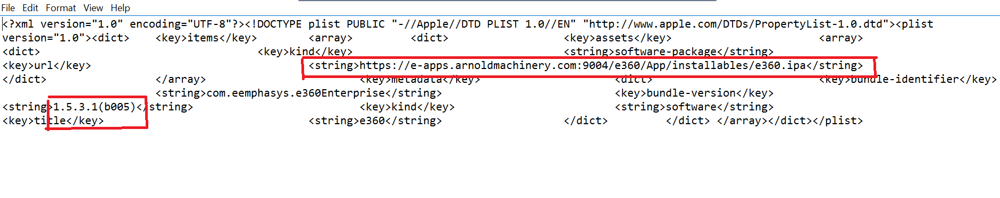 File Edit Format View Help
<?xml version="1.0" encoding="UTF-8"?><!DOCTYPE plist PUBLIC "-//Apple//DTD PLIST 1.0//EN" "http://www.apple.com/DTDs/PropertyList-1.0.dtd"><plist
version="1.0"><dict> <key>items</key> <array> <dict> <key>assets</key> <array>
<dict> <key>kind</key> <string>software-package</string>
<key>url</key> <string>https://e-apps.arnoldmachinery.com:9004/e360/App/installables/e360.ipa</string>
</dict> </array> <key>metadata</key> <dict> <key>bundle-identifier</key>
<string>com.eemphasys.e360Enterprise</string> <key>bundle-version</key>
<string>1.5.3.1(b005)</string> <key>kind</key> <string>software</string>
<key>title</key> <string>e360</string> </dict> </dict> </array></dict></plist>